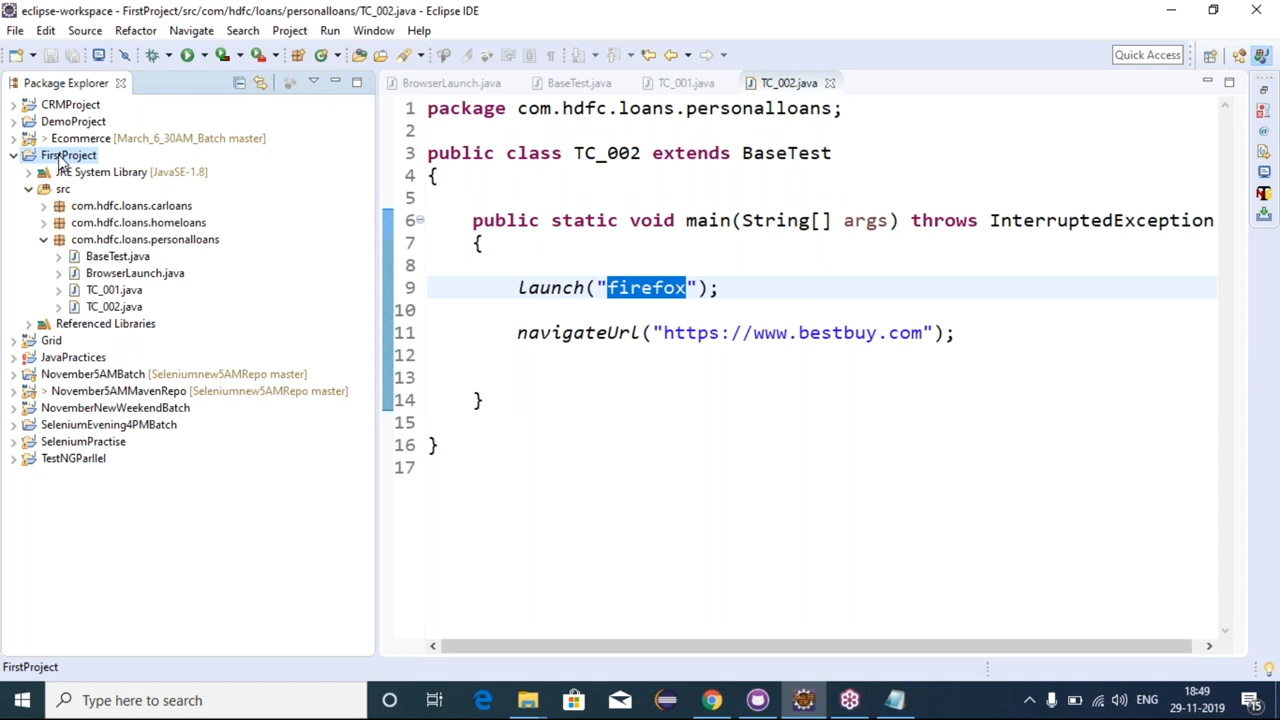 eclipse-workspace - FirstProject/src/com/hdfc/loans/personalloans/TC_002.java - Eclipse IDE
File Edit Source Refactor Navigate Search Project Run Window Help
Quick Access
Package Explorer
BrowserLaunch.java BaseTest.java TC_001.java TC_002.java
CRMProject
DemoProject
> Ecommerce [March_6_30AM_Batch master]
FirstProject
JRE System Library [JavaSE-1.8]
src
com.hdfc.loans.carloans
com.hdfc.loans.homeloans
com.hdfc.loans.personalloans
BaseTest.java
BrowserLaunch.java
TC_001.java
TC_002.java
Referenced Libraries
Grid
JavaPractices
November5AMBatch [Seleniumnew5AMRepo master]
> November5AMMavenRepo [Seleniumnew5AMRepo master]
NovemberNewWeekendBatch
SeleniumEvening4PMBatch
SeleniumPractise
TestNGParllel
1 package com.hdfc.loans.personalloans;
2
3 public class TC_002 extends BaseTest
4 {
5
6 public static void main(String[] args) throws InterruptedException
7 {
8
9 launch("firefox");
10
11 navigateUrl("https://www.bestbuy.com");
12
13
14 }
15
16 }
17
FirstProject
Type here to search
ENG
18:49
29-11-2019
15